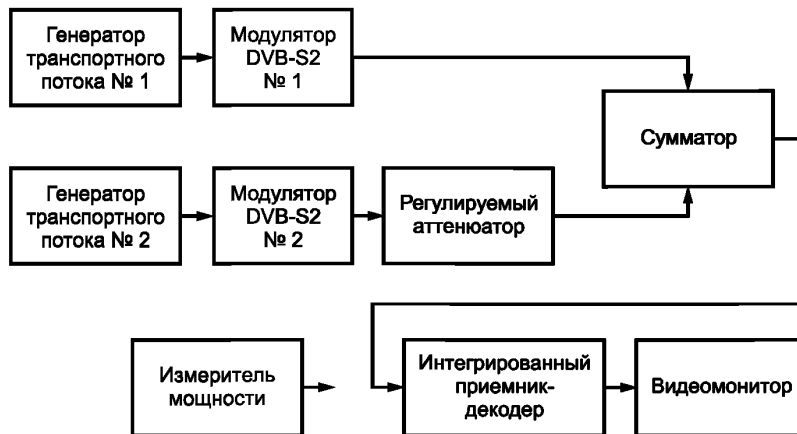 Генератор
транспортного
потока № 1
Модулятор
DVB-S2
№ 1
Сумматор
Генератор
транспортного
потока № 2
Модулятор
DVB-S2
№ 2
Регулируемый
аттенюатор
Измеритель
мощности
Интегрированный
приемник-
декодер
Видеомонитор